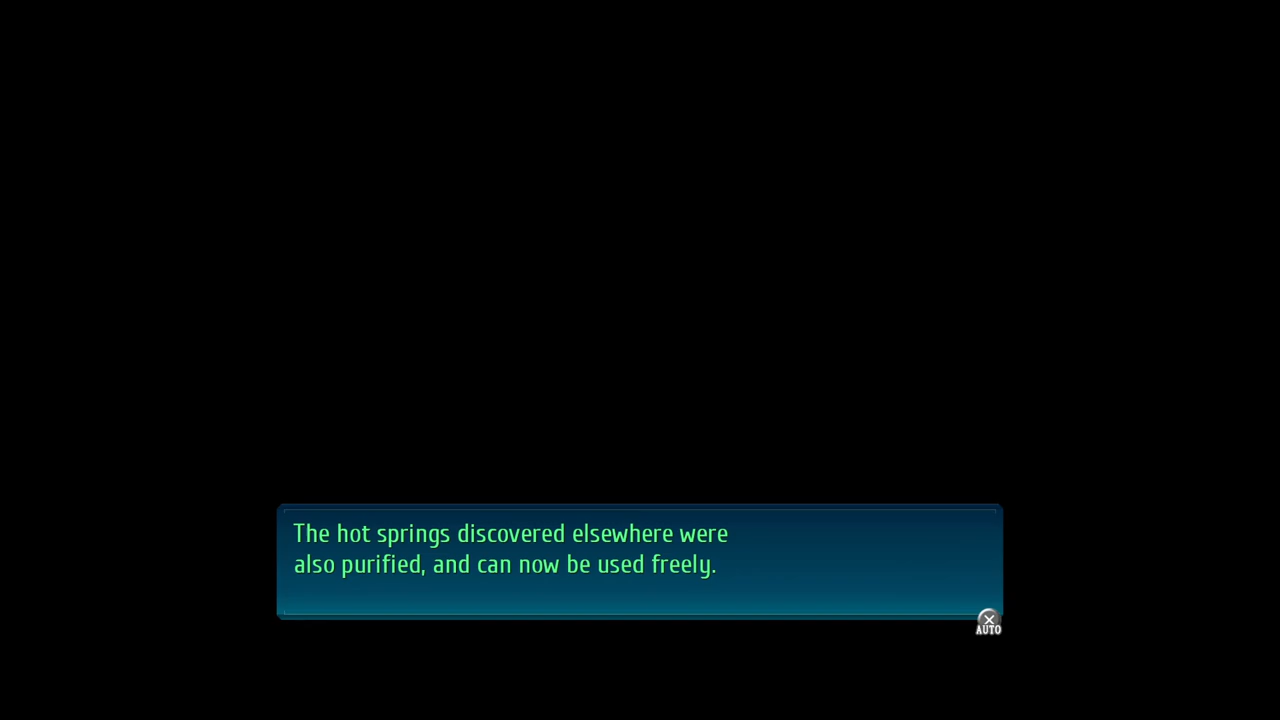 The hot springs discovered elsewhere were
also purified, and can now be used freely.
AUTO